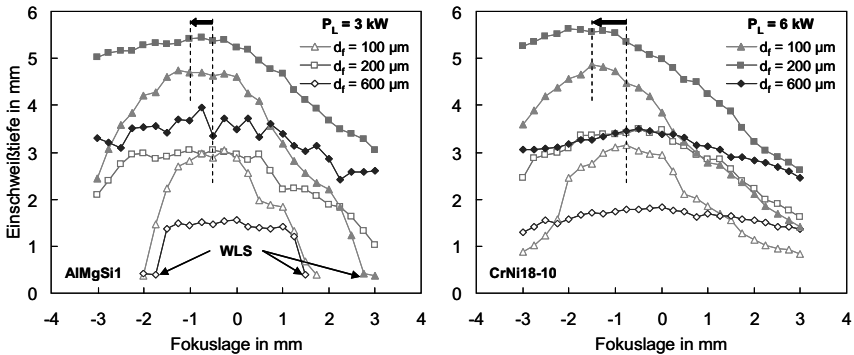 Einschweißtiefe in mm
6
5
4
3
2
1
0
P_L = 3 kW
d_f = 100 µm
d_f = 200 µm
d_f = 600 µm
WLS
AlMgSi1
-4 -3 -2 -1 0 1 2 3 4
Fokuslage in mm
6
5
4
3
2
1
0
P_L = 6 kW
d_f = 100 µm
d_f = 200 µm
d_f = 600 µm
CrNi18-10
-4 -3 -2 -1 0 1 2 3 4
Fokuslage in mm